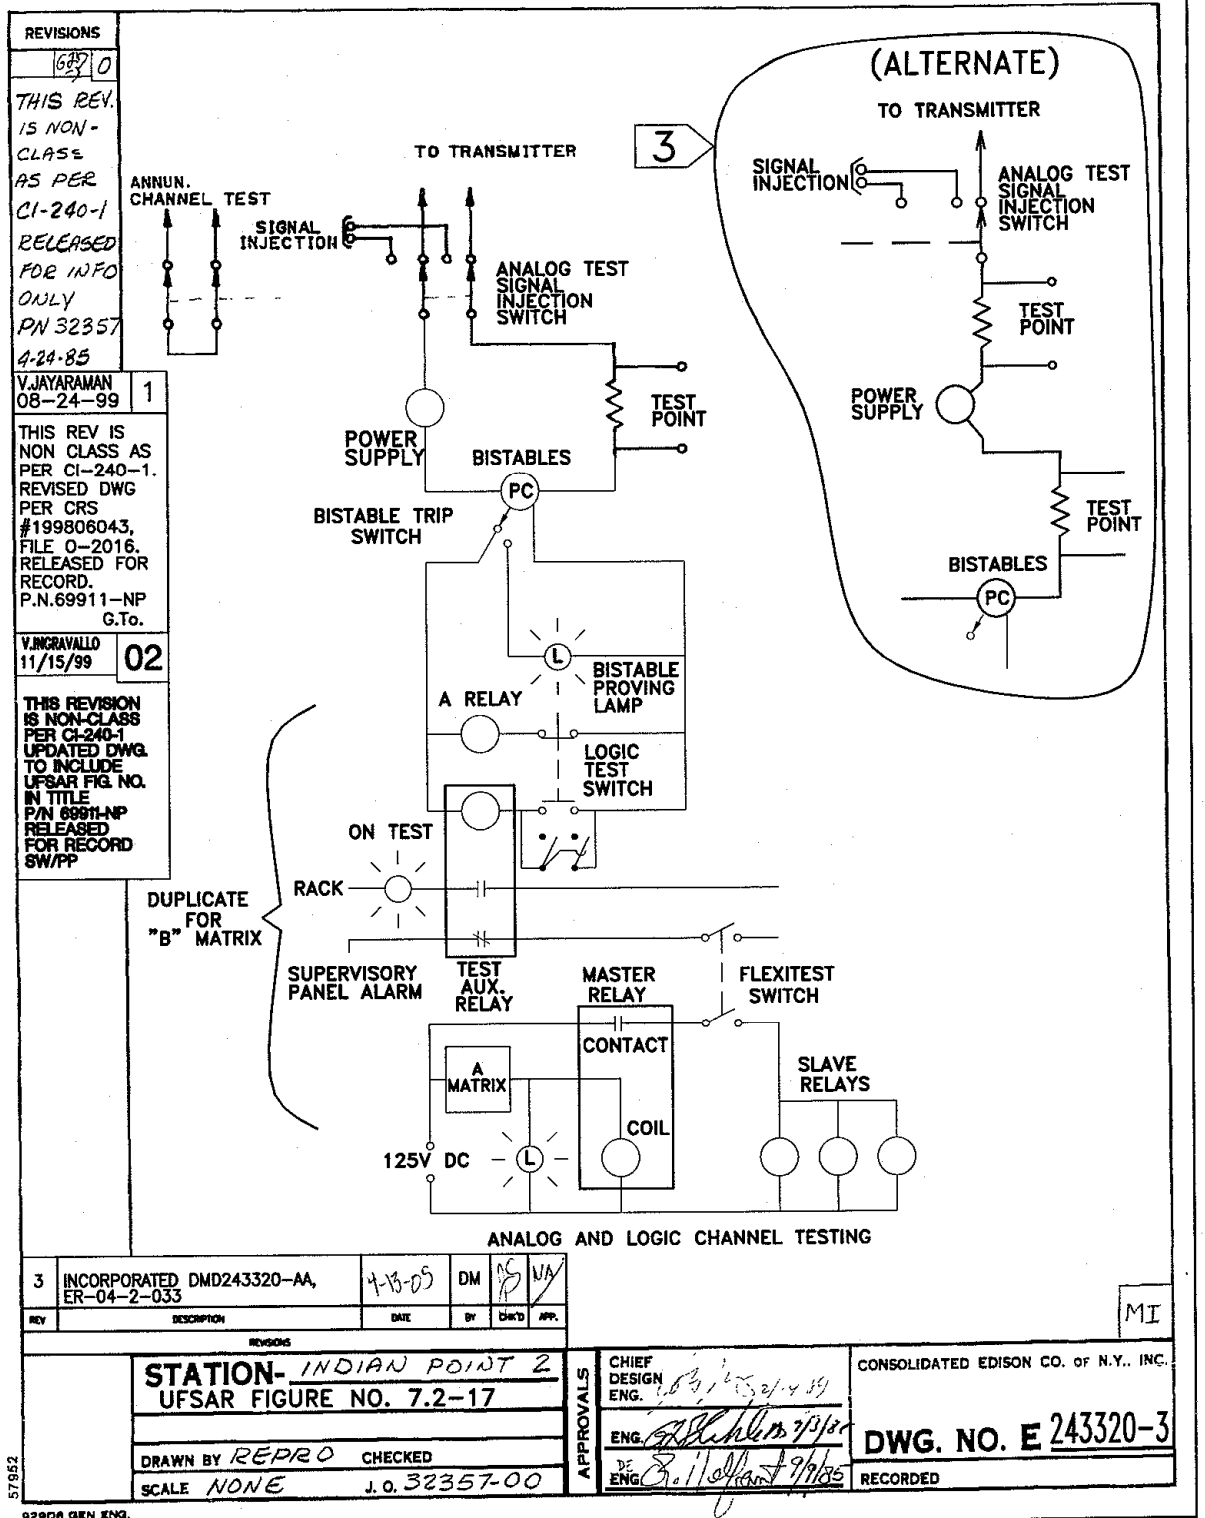 REVISIONS
0
THIS REV.
IS NON-
CLASS
AS PER
CI-240-1
RELEASED
FOR INFO
ONLY
PN 32357
4-24-85
V.JAYARAMAN
08-24-99
1
THIS REV IS
NON CLASS AS
PER CI-240-1.
REVISED DWG
PER CRS
#199806043,
FILE O-2016.
RELEASED FOR
RECORD.
P.N.69911-NP
G.To.
V.INGRAVALLO
11/15/99
02
THIS REVISION
IS NON-CLASS
PER CI-240-1
UPDATED DWG.
TO INCLUDE
UFSAR FIG. NO.
IN TITLE
P/N 69911-NP
RELEASED
FOR RECORD
SW/PP
ANNUN.
CHANNEL TEST
TO TRANSMITTER
SIGNAL
INJECTION
ANALOG TEST
SIGNAL
INJECTION
SWITCH
TEST
POINT
POWER
SUPPLY
BISTABLES
PC
BISTABLE TRIP
SWITCH
L
BISTABLE
PROVING
LAMP
A RELAY
LOGIC
TEST
SWITCH
ON TEST
RACK
DUPLICATE
FOR
"B" MATRIX
SUPERVISORY
PANEL ALARM
TEST
AUX.
RELAY
MASTER
RELAY
FLEXITEST
SWITCH
CONTACT
A
MATRIX
SLAVE
RELAYS
COIL
125V DC
L
ANALOG AND LOGIC CHANNEL TESTING
3
(ALTERNATE)
TO TRANSMITTER
SIGNAL
INJECTION
ANALOG TEST
SIGNAL
INJECTION
SWITCH
TEST
POINT
POWER
SUPPLY
TEST
POINT
BISTABLES
PC
3 INCORPORATED DMD243320-AA,
ER-04-2-033
4-13-05 DM NA
REV DESCRIPTION DATE BY CHK'D APP.
REVISIONS
MI
STATION- INDIAN POINT 2
UFSAR FIGURE NO. 7.2-17
DRAWN BY REPRO CHECKED
SCALE NONE J. O. 32357-00
APPROVALS
CHIEF
DESIGN
ENG.
ENG.
DE
ENG 9/9/85
CONSOLIDATED EDISON CO. OF N.Y., INC.
DWG. NO. E 243320-3
RECORDED
57952
92906 GEN ENG.